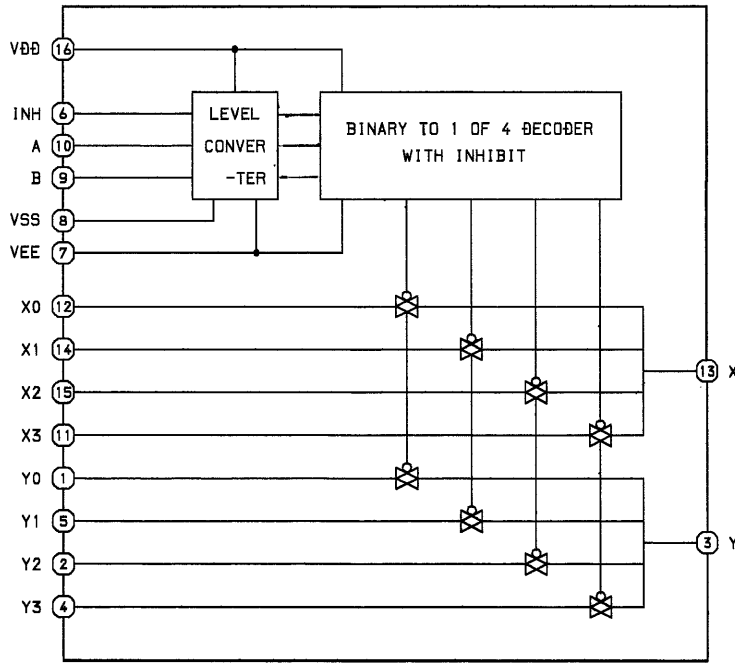 VDD 16
INH 6 LEVEL
A 10 CONVER
B 9 -TER
BINARY TO 1 OF 4 DECODER
WITH INHIBIT
VSS 8
VEE 7
X0 12
X1 14
13 X
X2 15
X3 11
Y0 1
Y1 5
3 Y
Y2 2
Y3 4